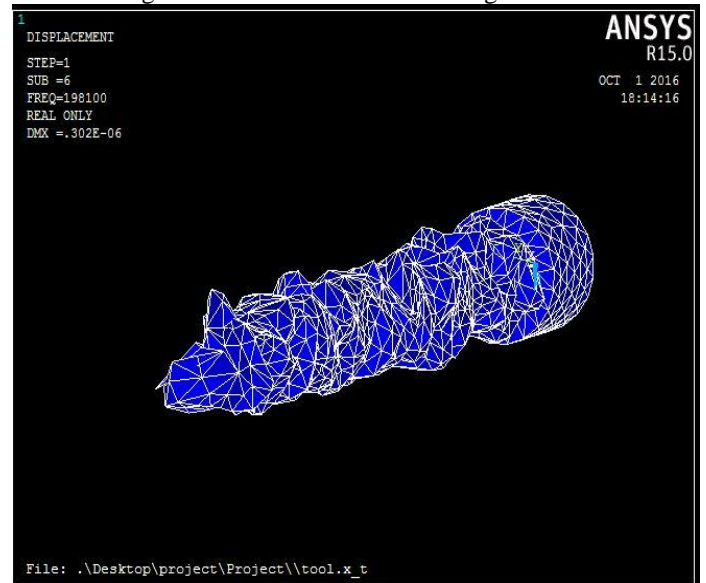 1
DISPLACEMENT
STEP=1
SUB =6
FREQ=198100
REAL ONLY
DMX =.302E-06
ANSYS
R15.0
OCT 1 2016
18:14:16
File: .\Desktop\project\Project\\tool.x_t